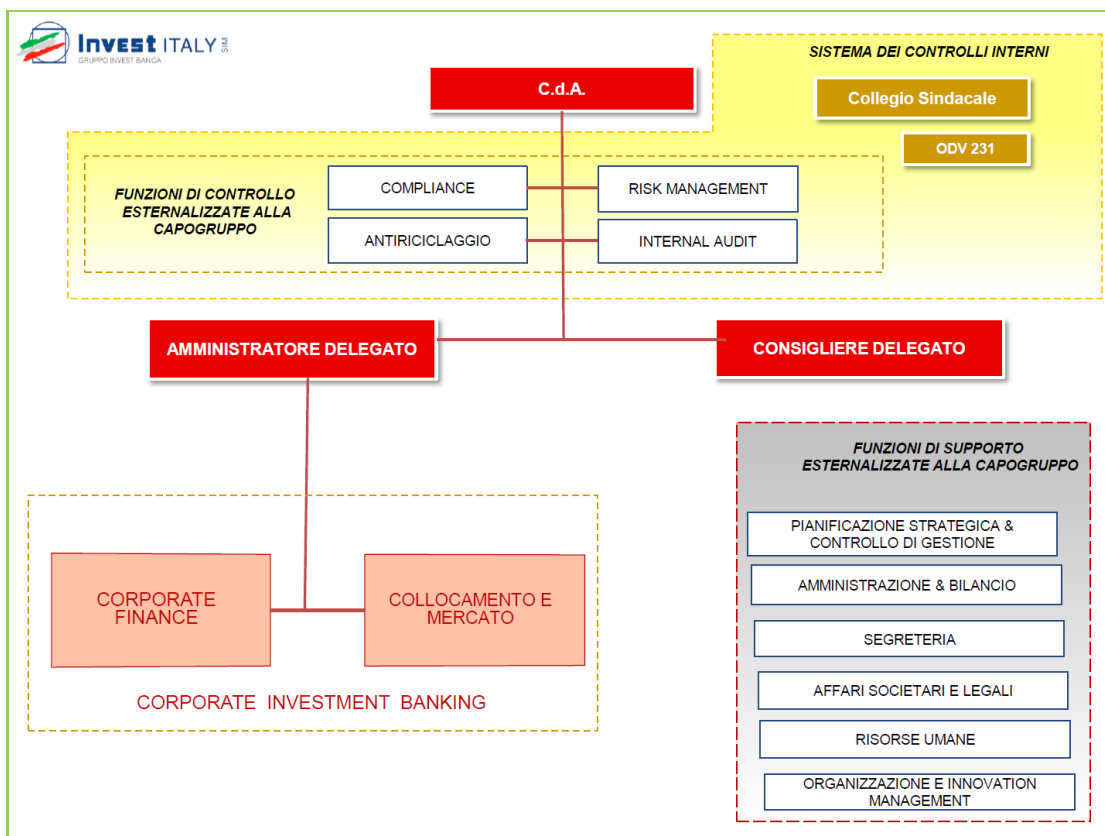 Invest ITALY SIM
GRUPPO INVEST BANCA
SISTEMA DEI CONTROLLI INTERNI
C.d.A.
Collegio Sindacale
ODV 231
FUNZIONI DI CONTROLLO
ESTERNALIZZATE ALLA
CAPOGRUPPO
COMPLIANCE
RISK MANAGEMENT
ANTIRICICLAGGIO
INTERNAL AUDIT
AMMINISTRATORE DELEGATO
CONSIGLIERE DELEGATO
FUNZIONI DI SUPPORTO
ESTERNALIZZATE ALLA CAPOGRUPPO
PIANIFICAZIONE STRATEGICA &
CONTROLLO DI GESTIONE
AMMINISTRAZIONE & BILANCIO
SEGRETERIA
AFFARI SOCIETARI E LEGALI
RISORSE UMANE
ORGANIZZAZIONE E INNOVATION
MANAGEMENT
CORPORATE
FINANCE
COLLOCAMENTO E
MERCATO
CORPORATE INVESTMENT BANKING